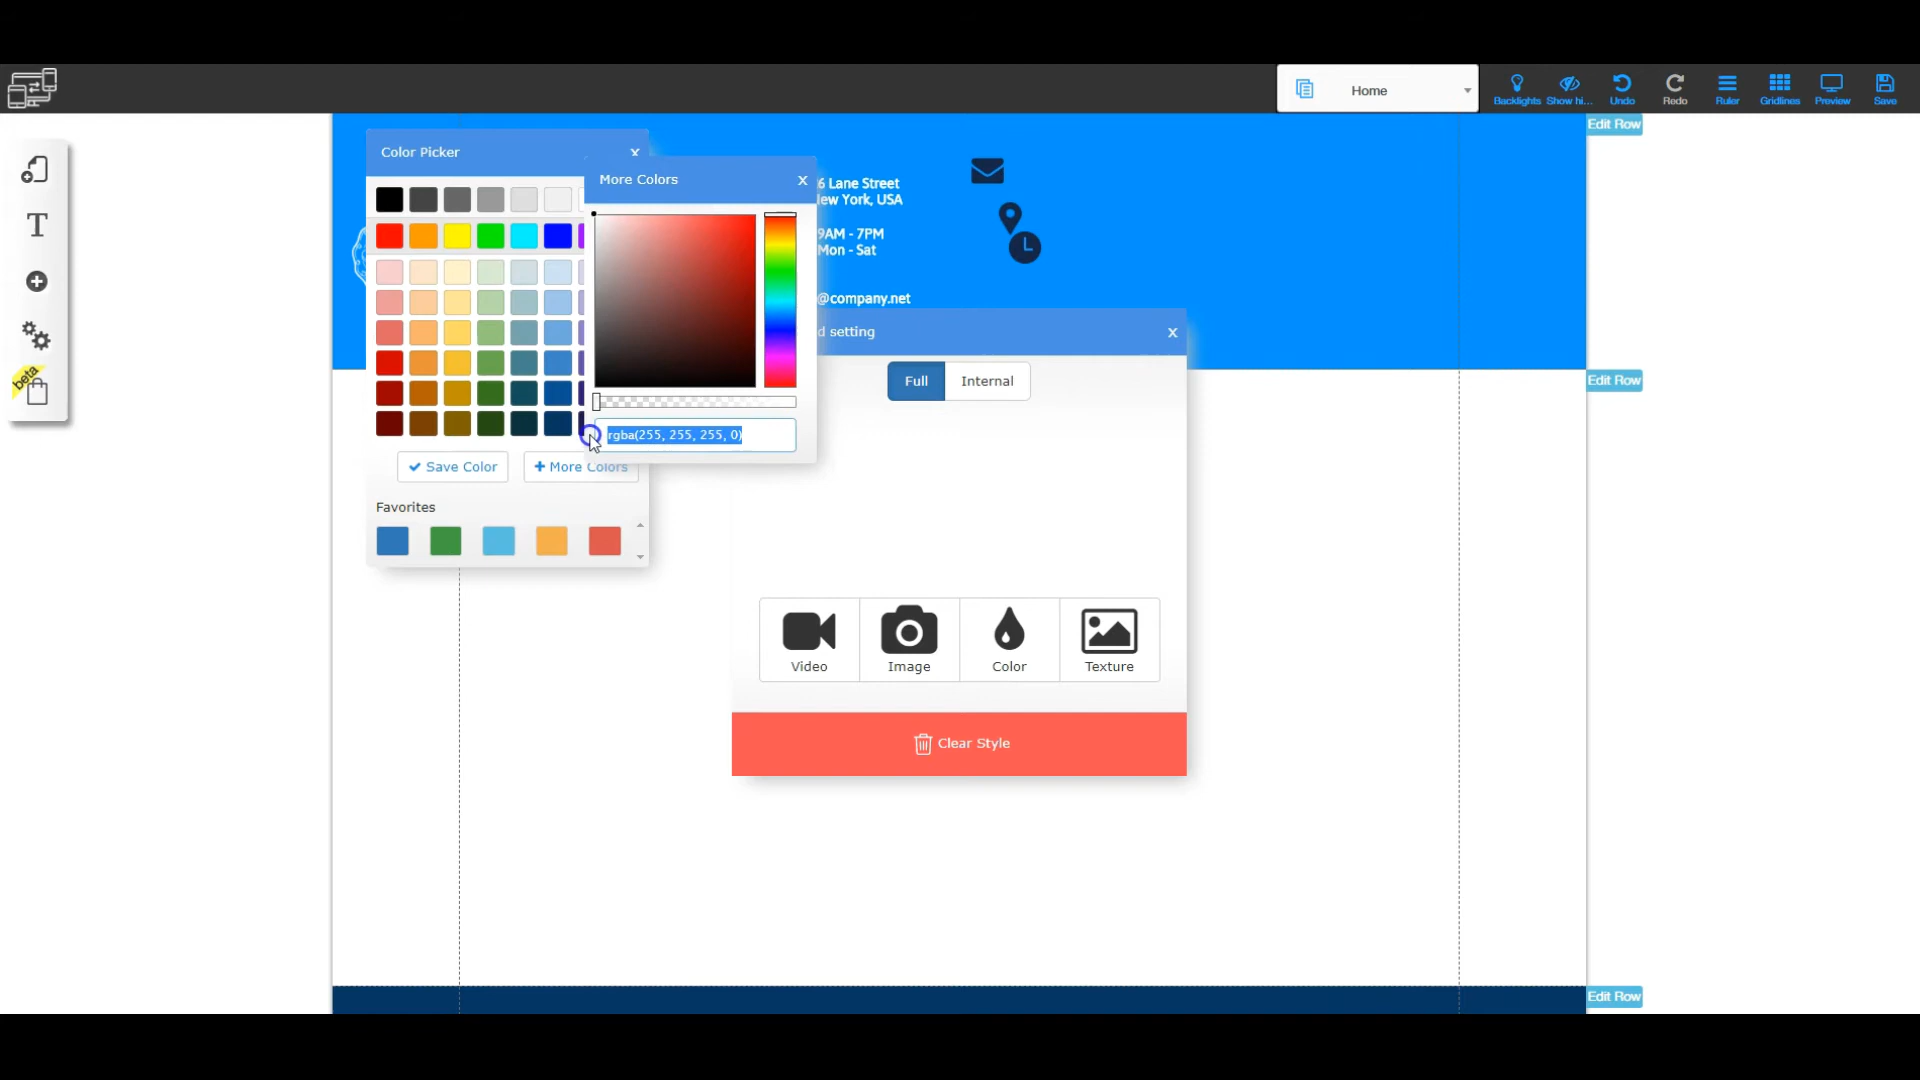 Home
Backlights
Show hi...
Undo
Redo
Ruler
Gridlines
Preview
Save
Edit Row
Color Picker
x
More Colors
x
6 Lane Street
New York, USA
9AM - 7PM
Mon - Sat
@company.net
d setting
x
Edit Row
Full
Internal
beta
rgba(255, 255, 255, 0)
Save Color
More Colors
Favorites
Video
Image
Color
Texture
Clear Style
Edit Row